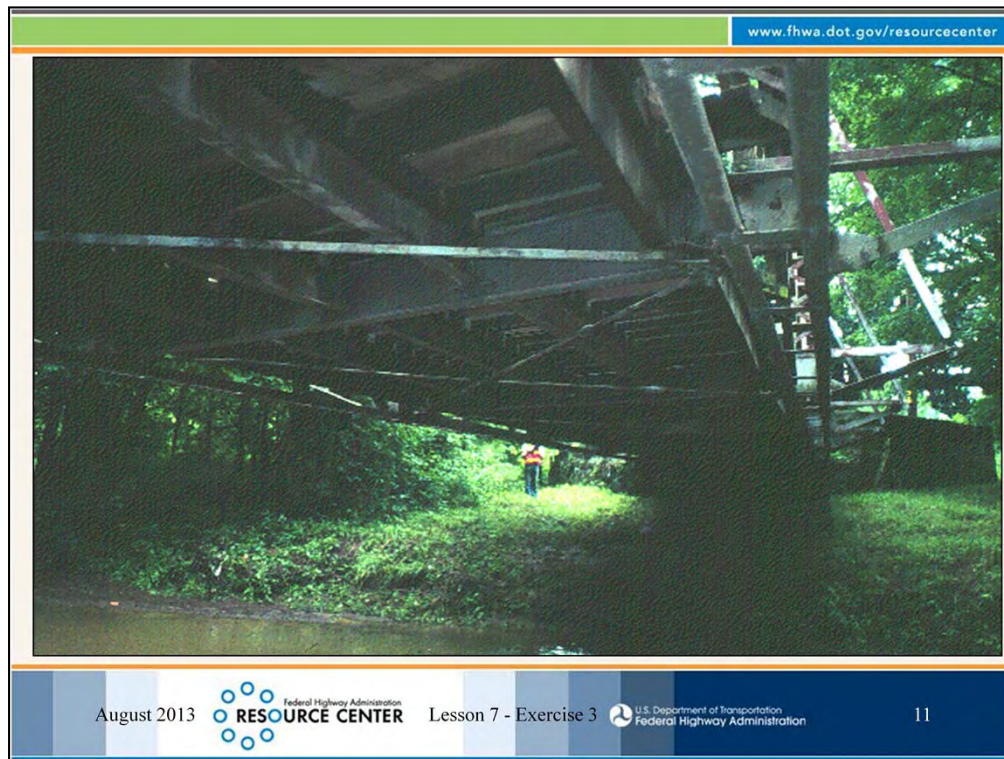 www.fhwa.dot.gov/resourcecenter
August 2013
Federal Highway Administration
RESOURCE CENTER
Lesson 7 - Exercise 3
U.S. Department of Transportation
Federal Highway Administration
11